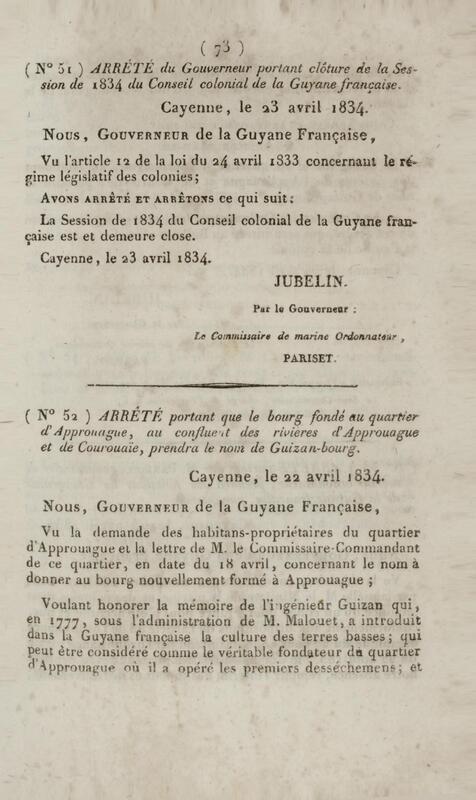 ( 73 )
( N° 51 ) ARRÊTÉ du Gouverneur portant clôture de la Ses-
sion de 1834 du Conseil colonial de la Guyane française.
Cayenne, le 23 avril 1834.
Nous, Gouverneur de la Guyane Française,
Vu l'article 12 de la loi du 24 avril 1833 concernant le ré-
gime législatif des colonies;
Avons arrêté et arrêtons ce qui suit:
La Session de 1834 du Conseil colonial de la Guyane fran-
çaise est et demeure close.
Cayenne, le 23 avril 1834.
JUBELIN.
Par le Gouverneur :
Le Commissaire de marine Ordonnateur,
PARISET.
( N° 52 ) ARRÊTÉ portant que le bourg fondé au quartier
d'Approuague, au confluent des rivières d'Approuague
et de Courouaïe, prendra le nom de Guizan-bourg.
Cayenne, le 22 avril 1834.
Nous, Gouverneur de la Guyane Française,
Vu la demande des habitans-propriétaires du quartier
d'Approuague et la lettre de M. le Commissaire-Commandant
de ce quartier, en date du 18 avril, concernant le nom à
donner au bourg nouvellement formé à Approuague ;
Voulant honorer la mémoire de l'ingénieur Guizan qui,
en 1777, sous l'administration de M. Malouet, a introduit
dans la Guyane française la culture des terres basses; qui
peut être considéré comme le véritable fondateur du quartier
d'Approuague où il a opéré les premiers desséchemens; et